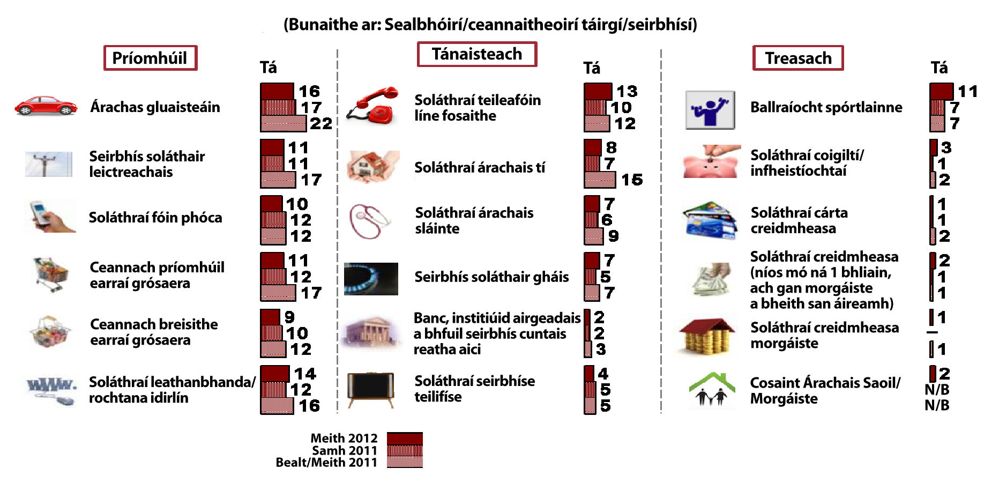 (Bunaithe ar: Sealbhóirí/ceannaitheoirí táirgí/seirbhísí)
Príomhúil
Tá
Árachas gluaisteáin
16
17
22
Seirbhís soláthair
leictreachais
11
11
17
Soláthraí fóin phóca
10
12
12
Ceannach príomhúil
earraí grósaera
11
12
17
Ceannach breisithe
earraí grósaera
9
10
12
www.
Soláthraí leathanbhanda/
rochtana idirlín
14
12
16
Tánaisteach
Tá
Soláthraí teileafóin
líne fosaithe
13
10
12
Soláthraí árachais tí
8
7
15
Soláthraí árachais
sláinte
7
6
9
Seirbhís soláthair gháis
7
5
7
Banc, institiúid airgeadais
a bhfuil seirbhís cuntais
reatha aici
2
2
3
Soláthraí seirbhíse
teilifíse
4
5
5
Treasach
Tá
Ballraíocht spórtlainne
11
7
7
Soláthraí coigiltí/
infheistíochtaí
3
1
2
Soláthraí cárta
creidmheasa
1
1
2
Soláthraí creidmheasa
(níos mó ná 1 bhliain,
ach gan morgáiste
a bheith san áireamh)
2
1
1
Soláthraí creidmheasa
morgáiste
1
–
1
Cosaint Árachais Saoil/
Morgáiste
2
N/B
N/B
Meith 2012
Samh 2011
Bealt/Meith 2011